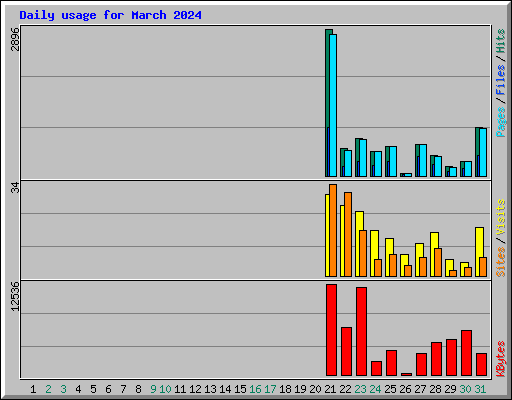 Daily usage for March 2024
2896
Pages/Files/Hits
34
Sites/Visits
12536
KBytes
1 2 3 4 5 6 7 8 9 10 11 12 13 14 15 16 17 18 19 20 21 22 23 24 25 26 27 28 29 30 31